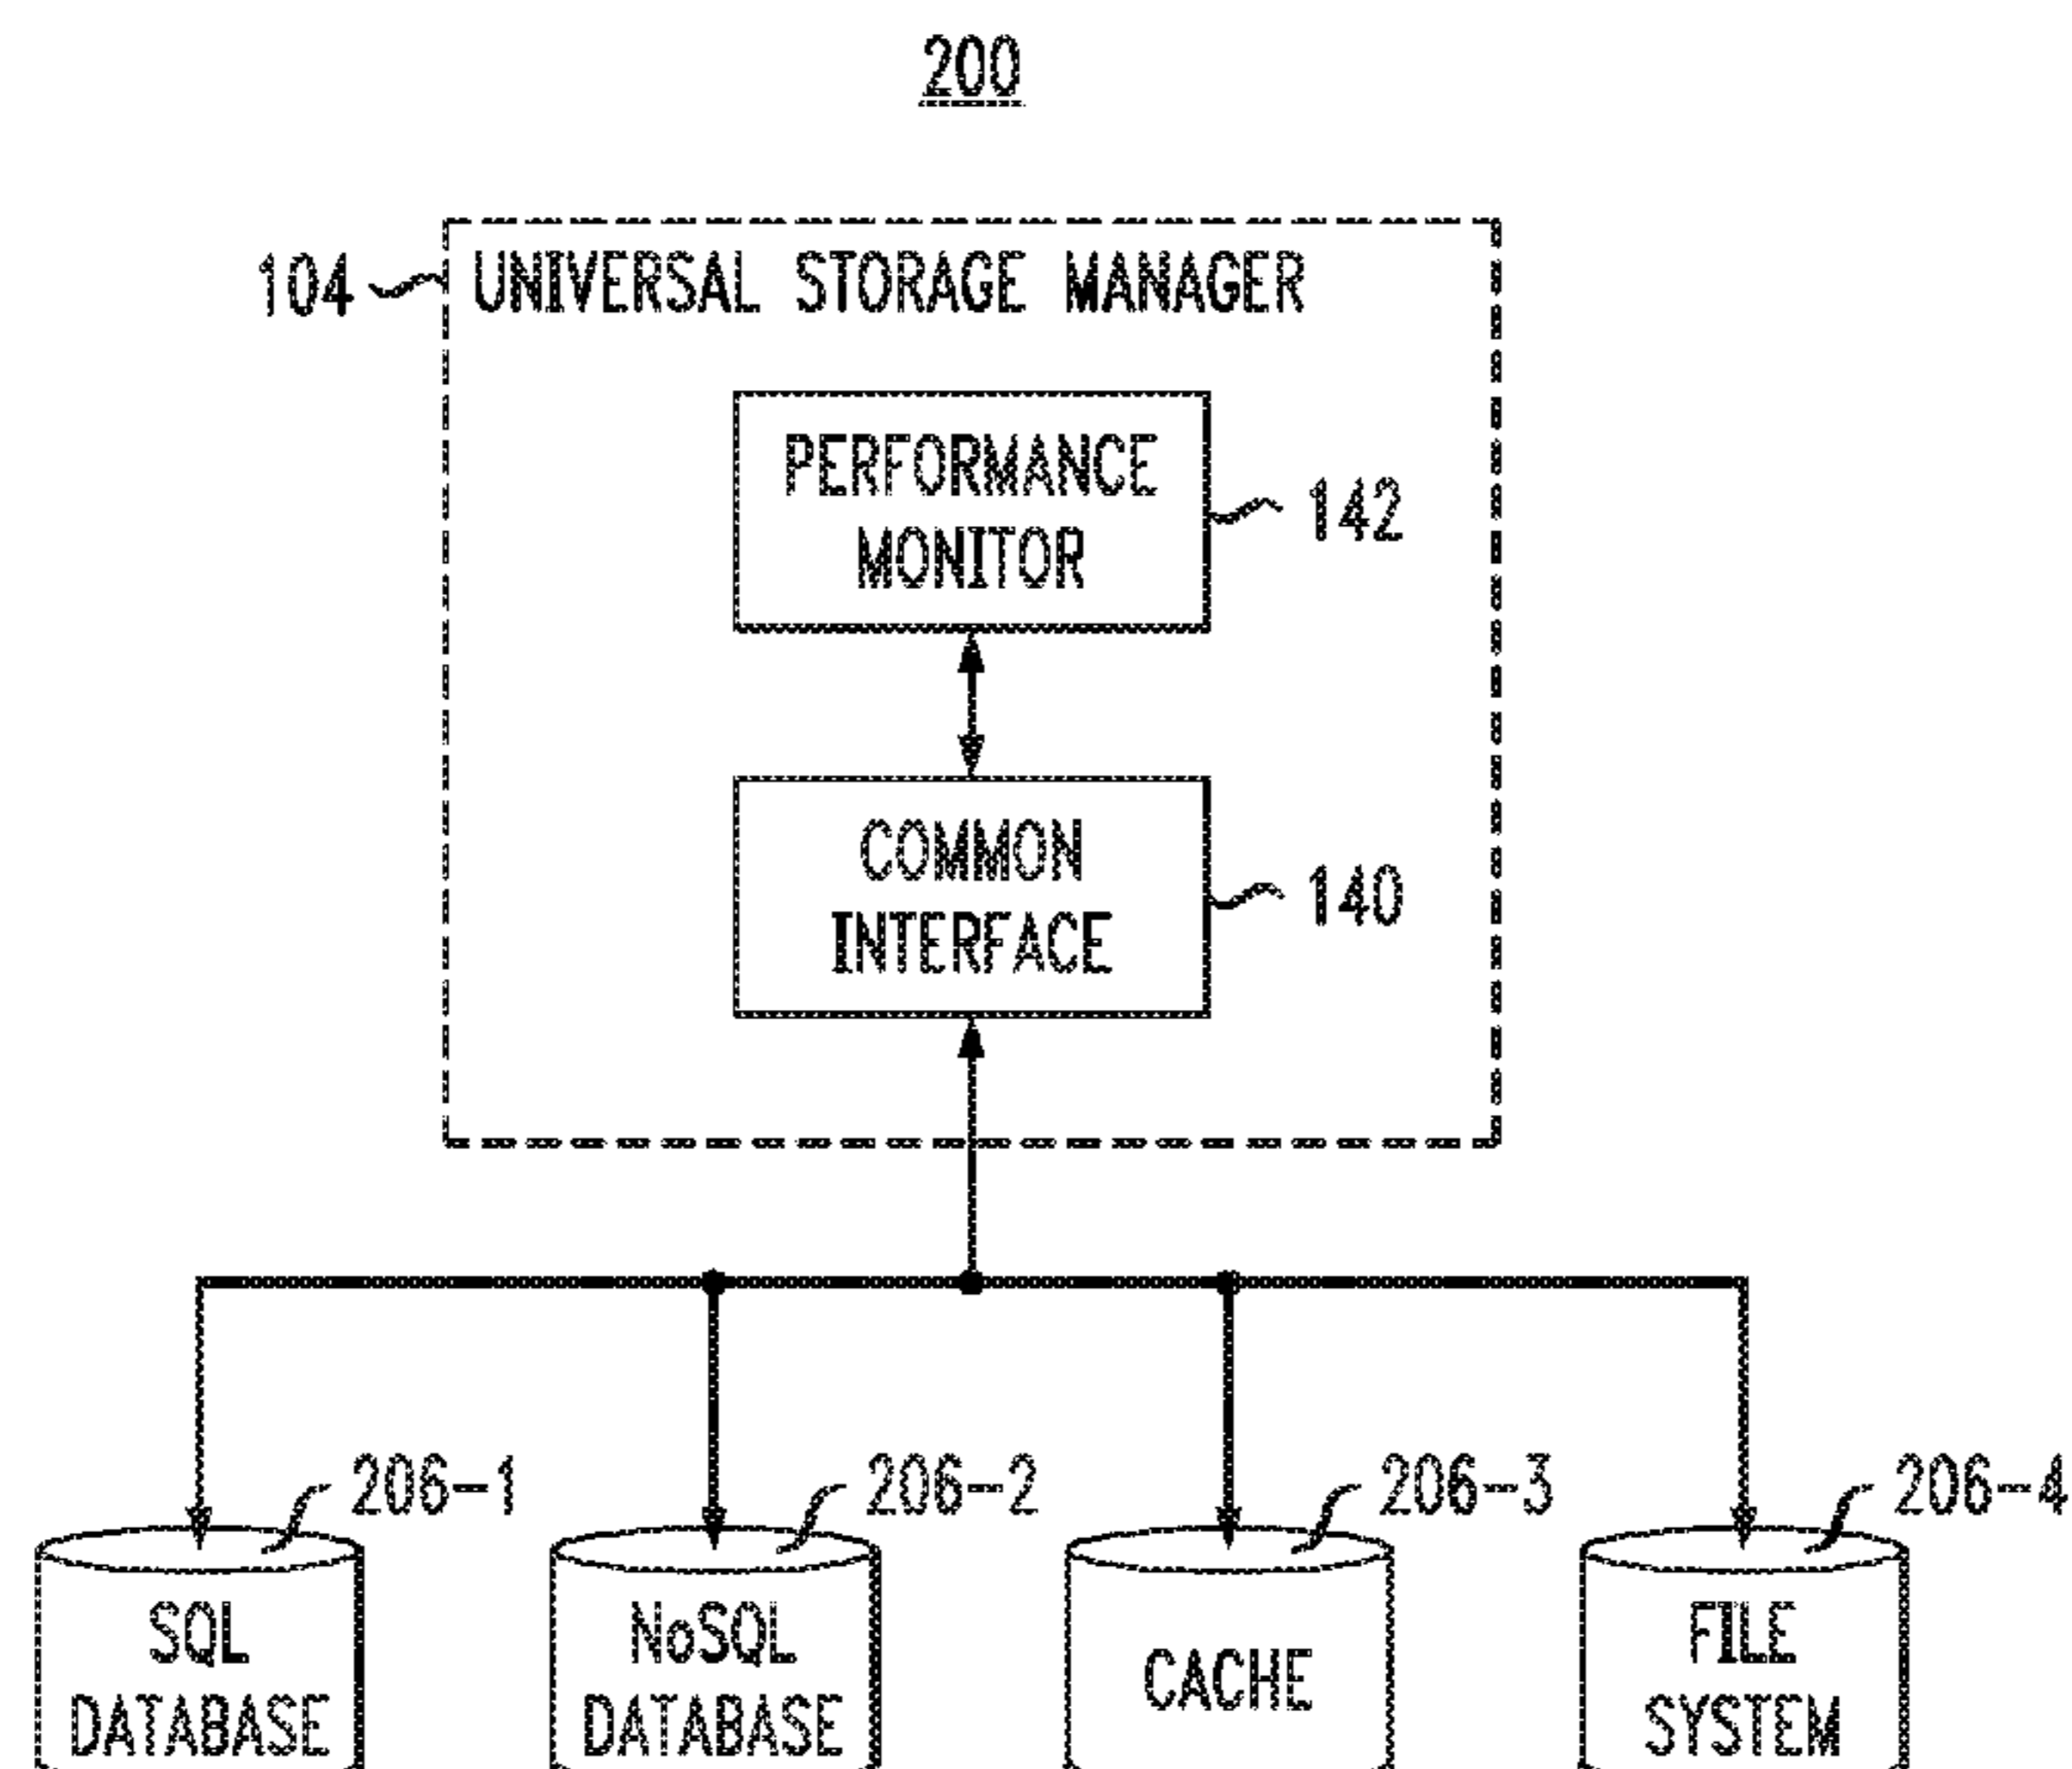 200
104
UNIVERSAL STORAGE MANAGER
PERFORMANCE
MONITOR
142
COMMON
INTERFACE
140
206-1
206-2
206-3
206-4
SQL
DATABASE
NoSQL
DATABASE
CACHE
FILE
SYSTEM